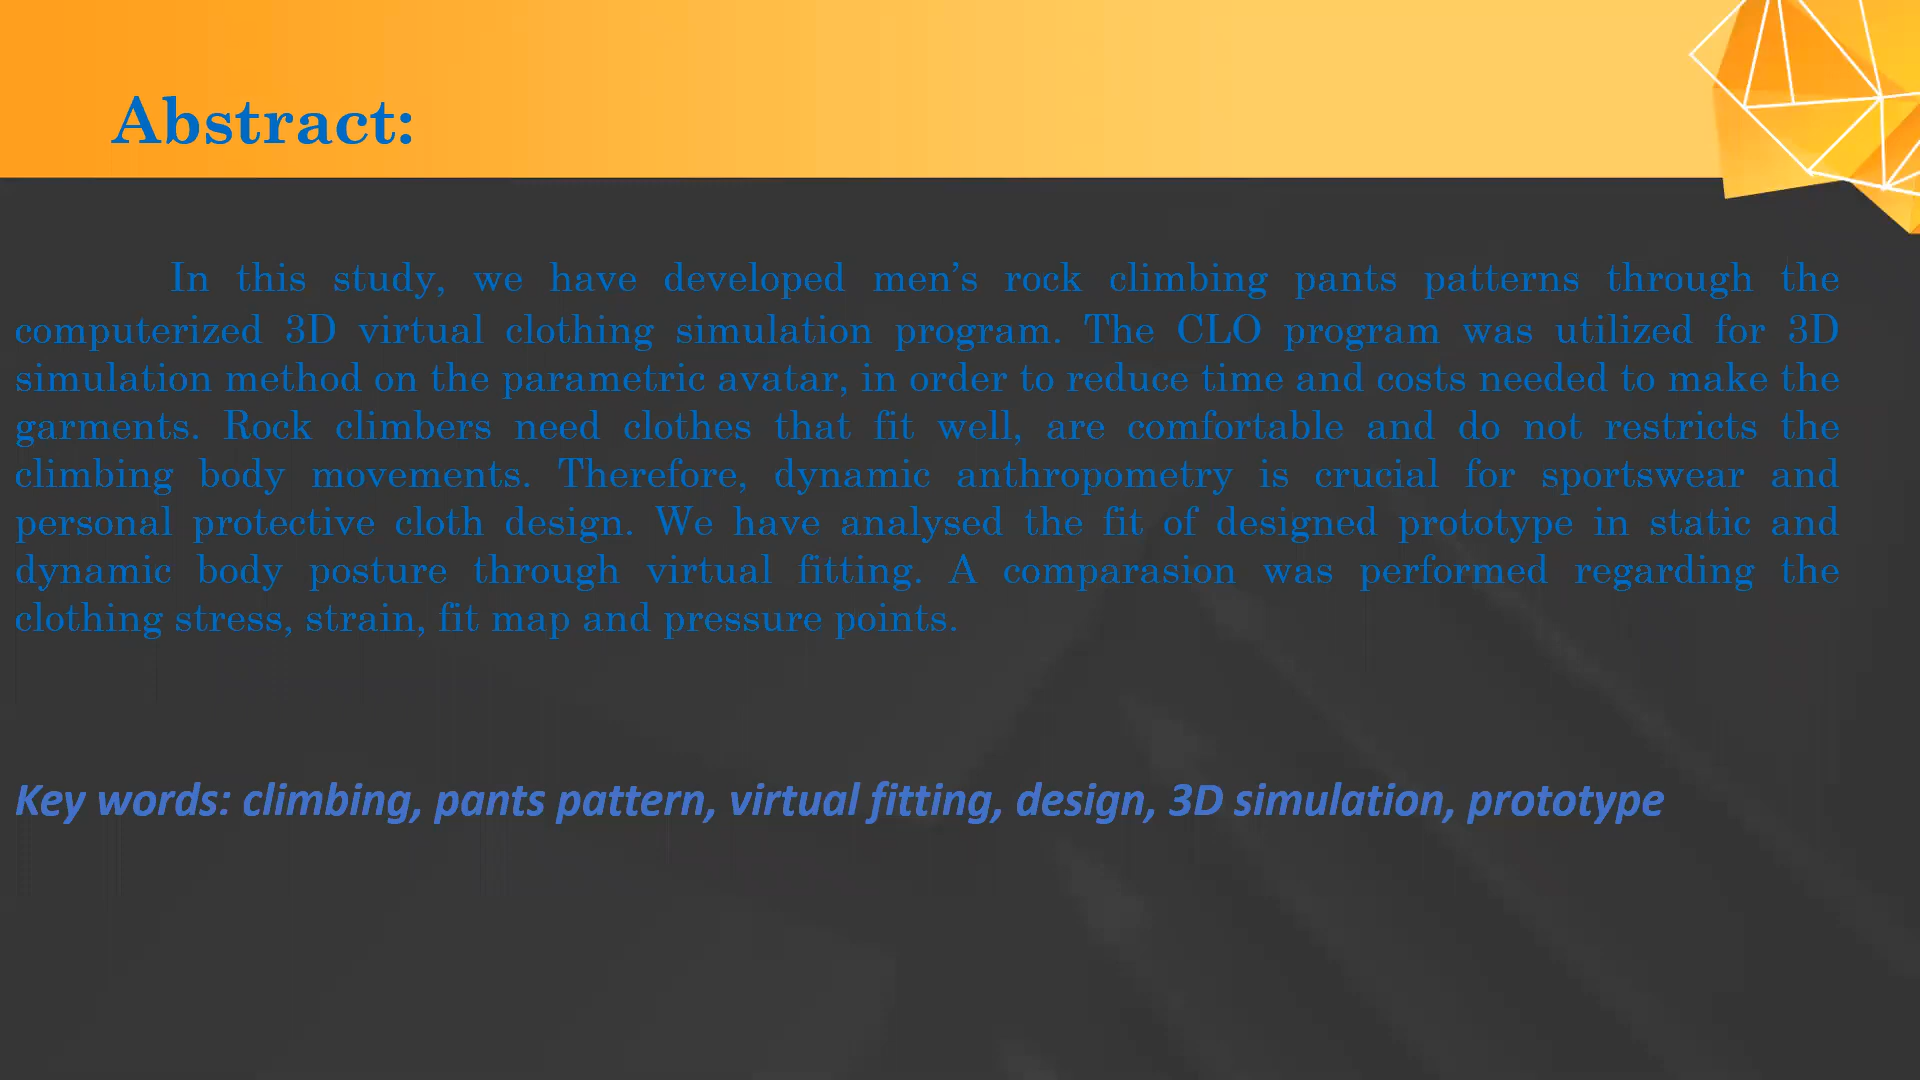 Abstract:
In this study, we have developed men’s rock climbing pants patterns through the
computerized 3D virtual clothing simulation program. The CLO program was utilized for 3D
simulation method on the parametric avatar, in order to reduce time and costs needed to make the
garments. Rock climbers need clothes that fit well, are comfortable and do not restricts the
climbing body movements. Therefore, dynamic anthropometry is crucial for sportswear and
personal protective cloth design. We have analysed the fit of designed prototype in static and
dynamic body posture through virtual fitting. A comparasion was performed regarding the
clothing stress, strain, fit map and pressure points.
Key words: climbing, pants pattern, virtual fitting, design, 3D simulation, prototype